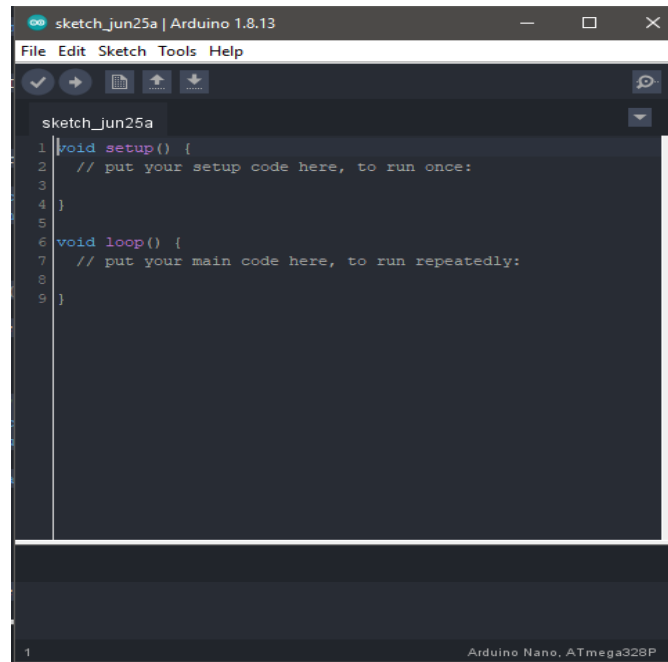 sketch_jun25a | Arduino 1.8.13
File Edit Sketch Tools Help
sketch_jun25a
1 void setup() {
2   // put your setup code here, to run once:
3
4 }
5
6 void loop() {
7   // put your main code here, to run repeatedly:
8
9 }
1 Arduino Nano, ATmega328P